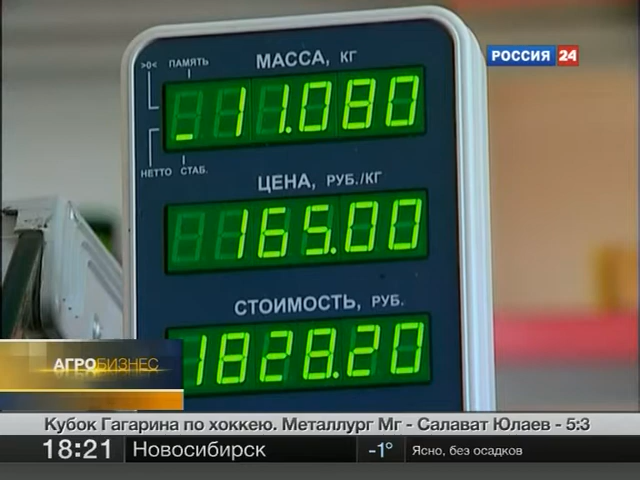 >0< ПАМЯТЬ
МАССА, КГ
11.080
НЕТТО СТАБ.
ЦЕНА, РУБ./КГ
165.00
СТОИМОСТЬ, РУБ.
1828.20
РОССИЯ 24
АГРОБИЗНЕС
Кубок Гагарина по хоккею. Металлург Мг - Салават Юлаев - 5:3
18:21 Новосибирск -1° Ясно, без осадков